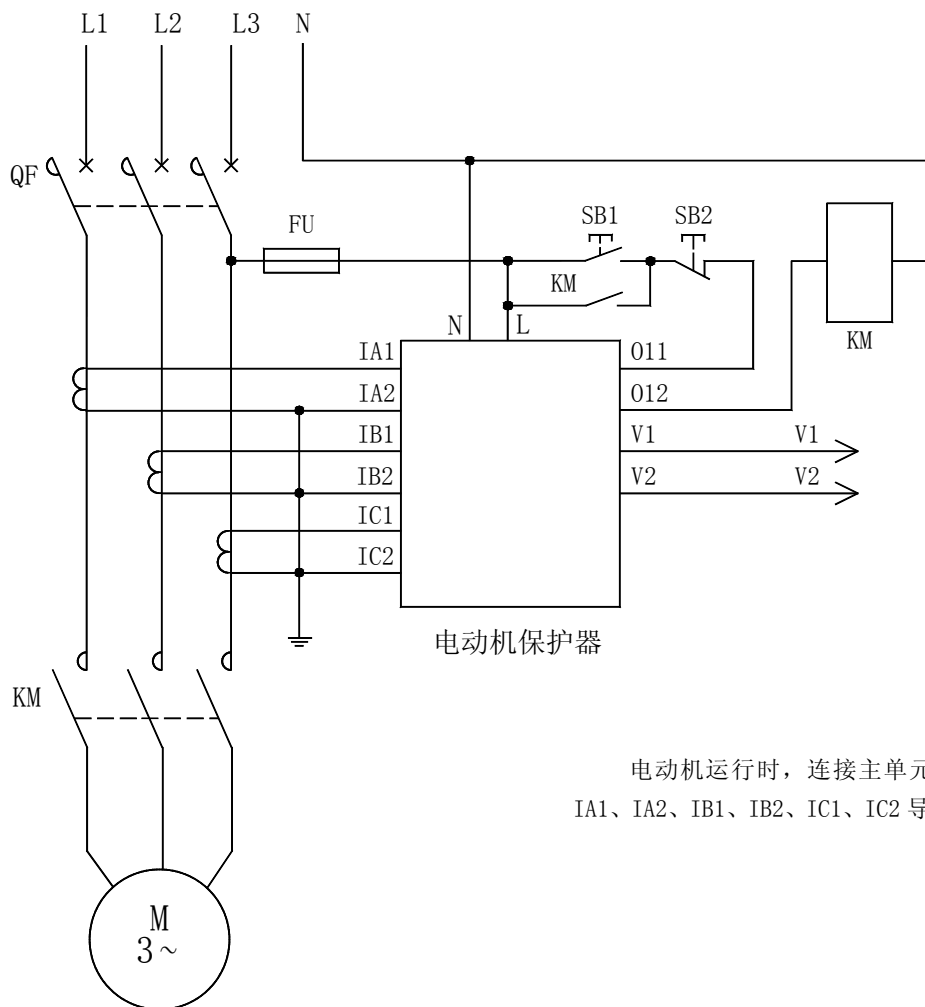 L1 L2 L3 N
QF
FU
SB1 SB2
KM
KM
N L
IA1
IA2
IB1
IB2
IC1
IC2
O11
O12
V1 V1
V2 V2
电动机保护器
KM
电动机运行时，连接主单元
IA1、IA2、IB1、IB2、IC1、IC2 导
M
3~